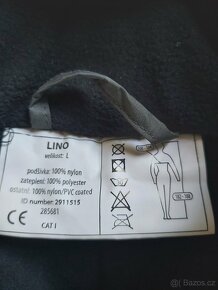 LINO
velikost: L
podšívka: 100% nylon
zateplení: 100% polyester
ostatní: 100% nylon/PVC coated
ID number: 2911515
285681
CE
CAT I
Bazoš.cz